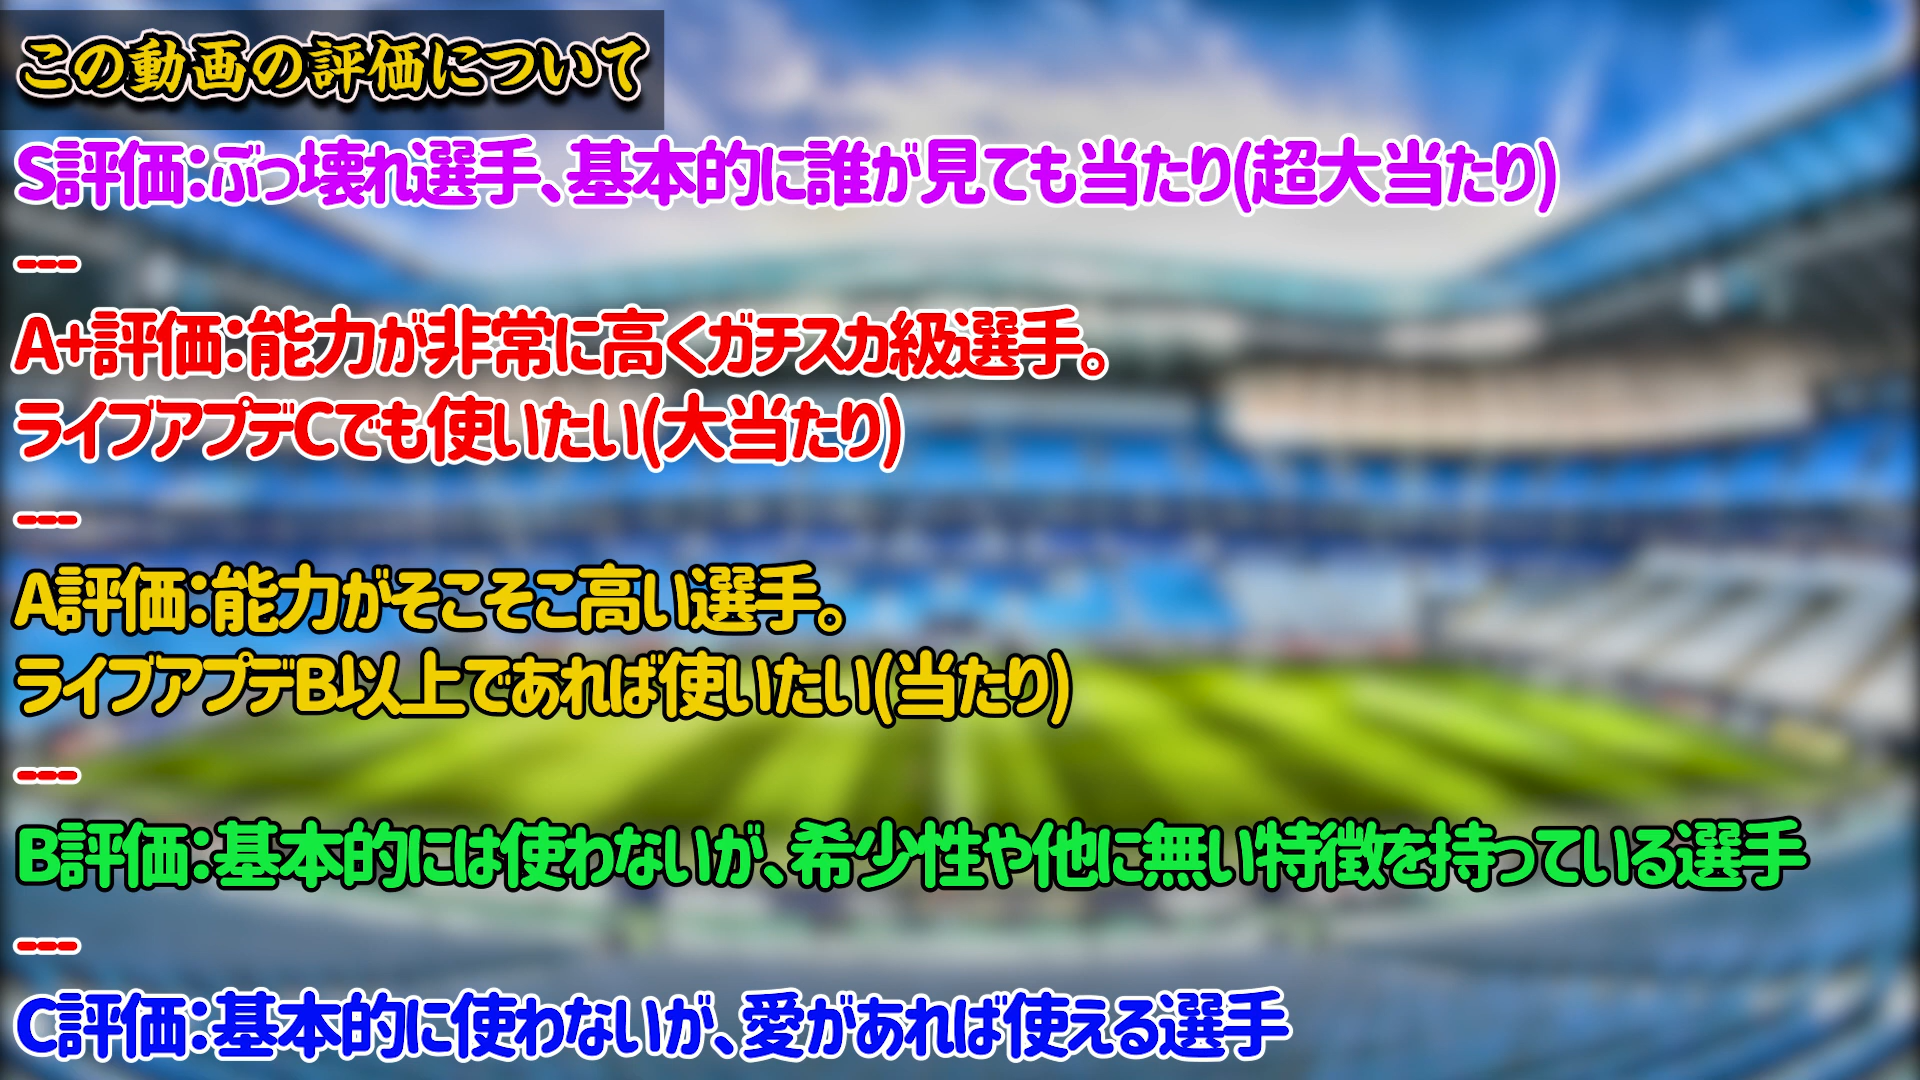 この動画の評価について
S評価：ぶっ壊れ選手、基本的に誰が見ても当たり(超大当たり)
---
A+評価：能力が非常に高くガチスカ級選手。
ライブアプデCでも使いたい(大当たり)
---
A評価：能力がそこそこ高い選手。
ライブアプデB以上であれば使いたい(当たり)
---
B評価：基本的には使わないが、希少性や他に無い特徴を持っている選手
---
C評価：基本的に使わないが、愛があれば使える選手